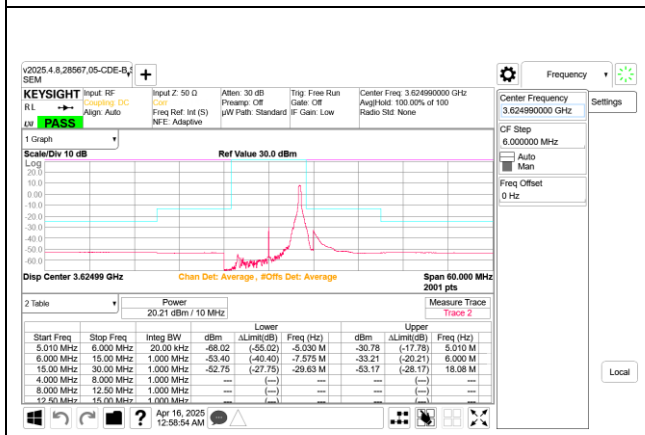 v2025.4.8,28567,05-CDE-B,S
SEM
Frequency
KEYSIGHT
RL
PASS
Input: RF
Coupling: DC
Align: Auto
Input Z: 50 Ω
Corr
Freq Ref: Int (S)
NFE: Adaptive
Atten: 30 dB
Preamp: Off
µW Path: Standard
Trig: Free Run
Gate: Off
IF Gain: Low
Center Freq: 3.624990000 GHz
Avg|Hold: 100.00% of 100
Radio Std: None
Center Frequency
3.624990000 GHz
Settings
CF Step
6.000000 MHz
Auto
Man
Freq Offset
0 Hz
1 Graph
Scale/Div 10 dB
Ref Value 30.0 dBm
Log
20.0
10.0
0.00
-10.0
-20.0
-30.0
-40.0
-50.0
-60.0
Disp Center 3.62499 GHz
Chan Det: Average , #Offs Det: Average
Span 60.000 MHz
2001 pts
2 Table
Power
20.21 dBm / 10 MHz
Measure Trace
Trace 2
Lower Upper
Start Freq Stop Freq Integ BW dBm ΔLimit(dB) Freq (Hz) dBm ΔLimit(dB) Freq (Hz)
5.010 MHz 6.000 MHz 20.00 kHz -68.02 (-55.02) -5.030 M -30.78 (-17.78) 5.010 M
6.000 MHz 15.00 MHz 1.000 MHz -53.40 (-40.40) -7.575 M -33.21 (-20.21) 6.000 M
15.00 MHz 30.00 MHz 1.000 MHz -52.75 (-27.75) -29.63 M -53.17 (-28.17) 18.08 M
4.000 MHz 8.000 MHz 1.000 MHz --- (---) --- --- (---) ---
8.000 MHz 12.50 MHz 1.000 MHz --- (---) --- --- (---) ---
12.50 MHz 15.00 MHz 1.000 MHz --- (---) --- --- (---) ---
Local
?
Apr 16, 2025
12:58:54 AM